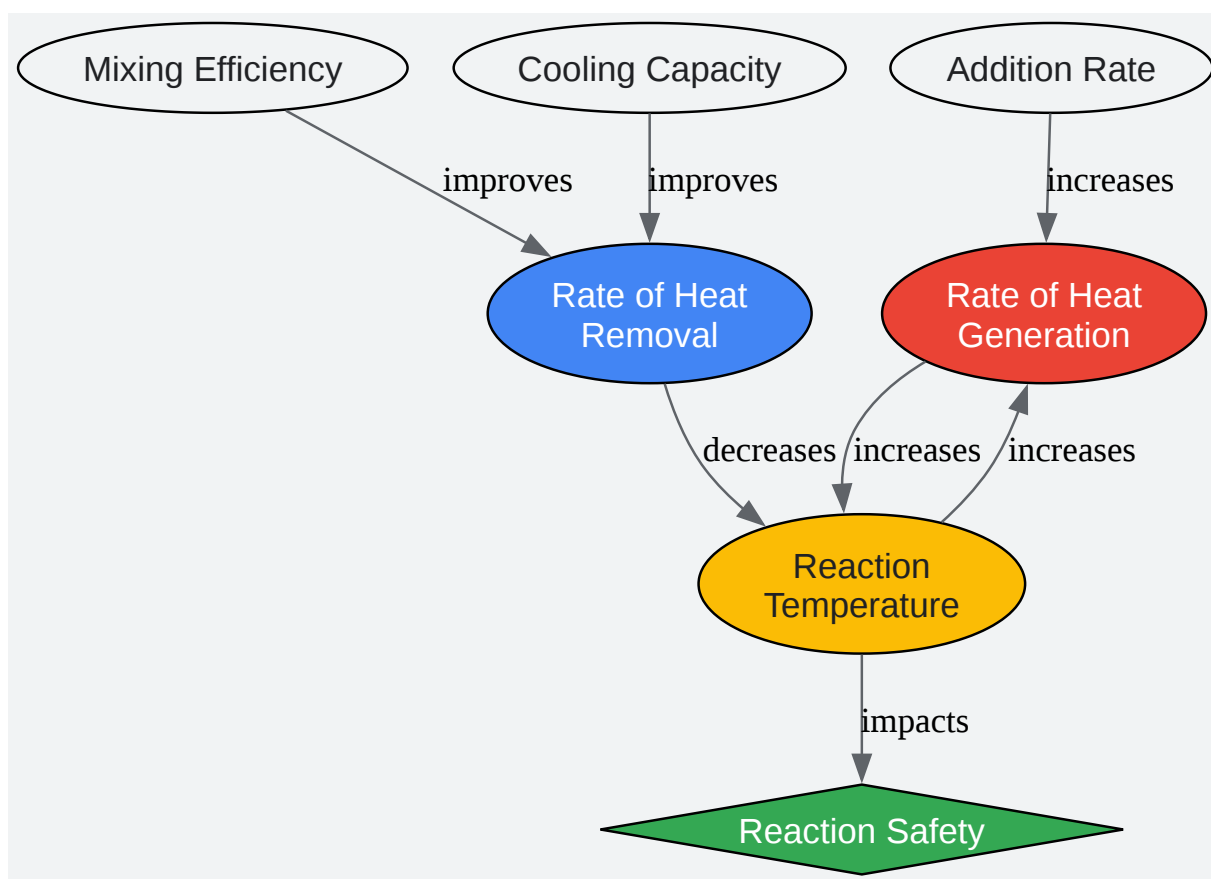 Mixing Efficiency
Cooling Capacity
Addition Rate
improves
improves
increases
Rate of Heat
Removal
Rate of Heat
Generation
decreases
increases
increases
Reaction
Temperature
impacts
Reaction Safety